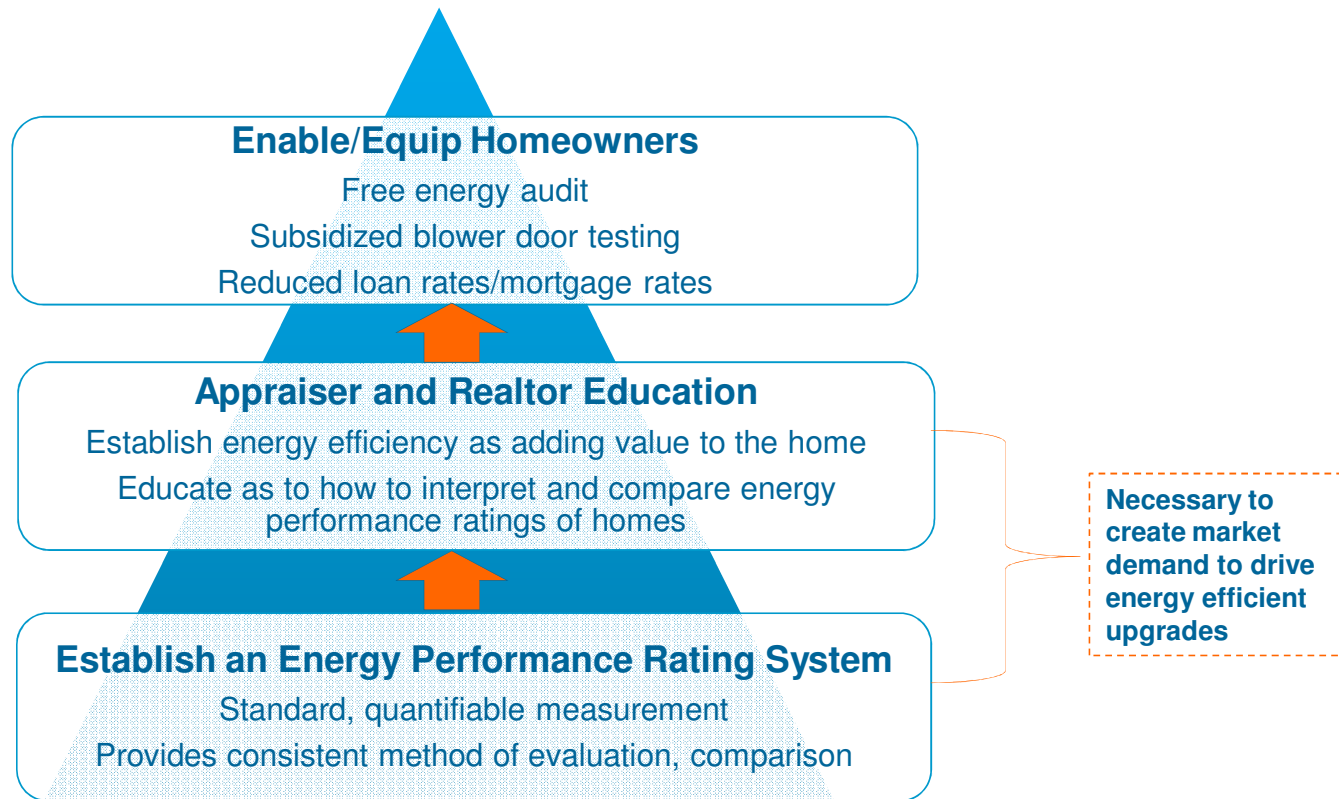 Enable/Equip Homeowners
Free energy audit
Subsidized blower door testing
Reduced loan rates/mortgage rates
Appraiser and Realtor Education
Establish energy efficiency as adding value to the home
Educate as to how to interpret and compare energy
performance ratings of homes
Necessary to
create market
demand to drive
energy efficient
upgrades
Establish an Energy Performance Rating System
Standard, quantifiable measurement
Provides consistent method of evaluation, comparison